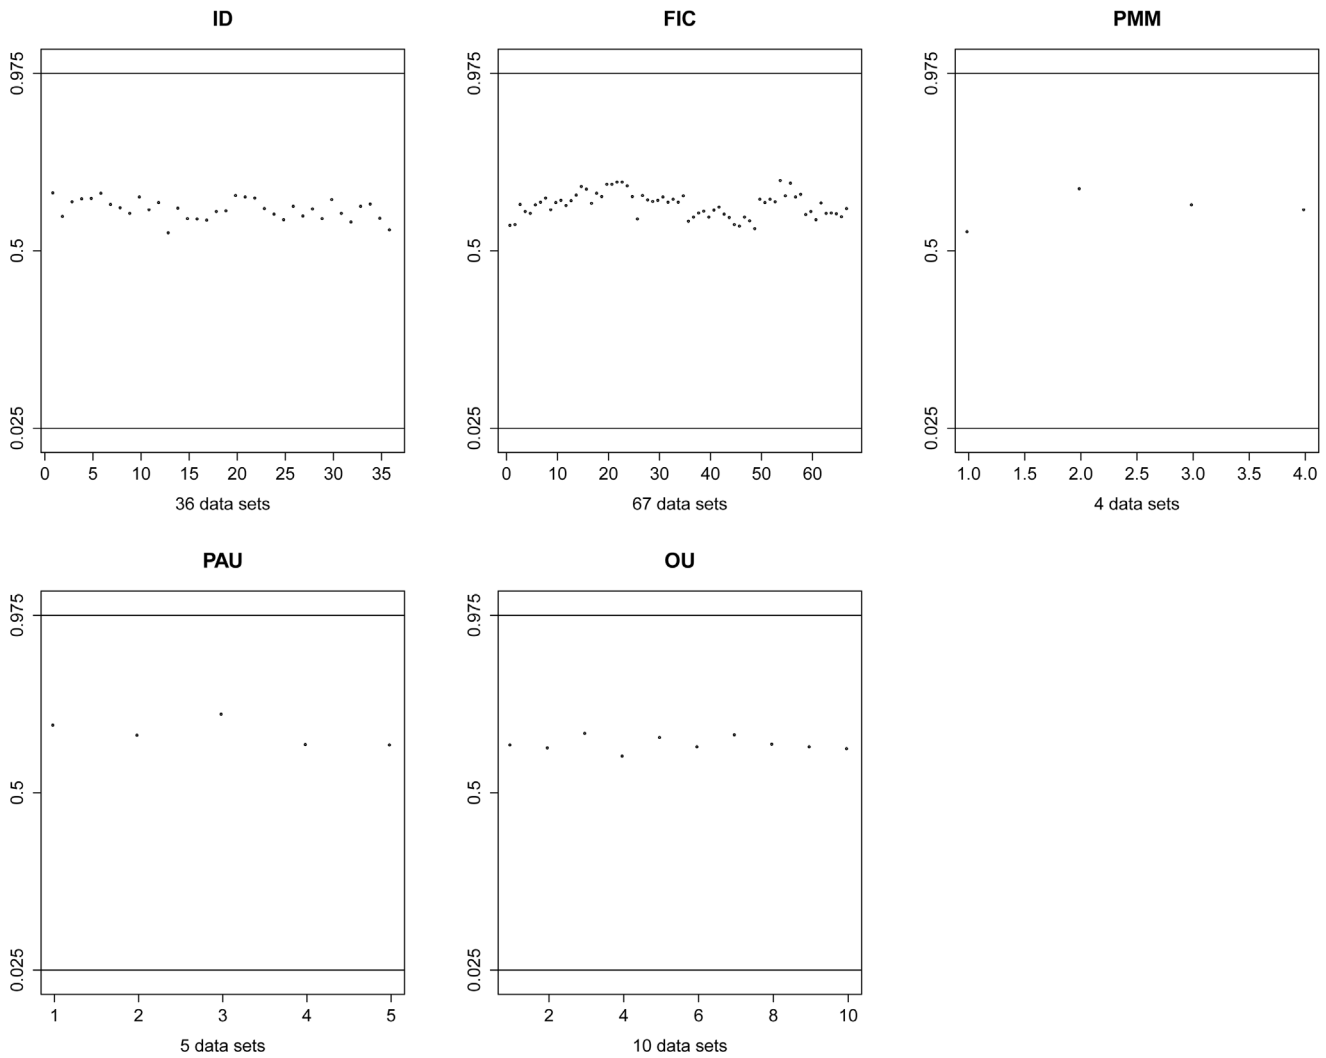 ID
FIC
PMM
0.975
0.5
0.025
0 5 10 15 20 25 30 35
36 data sets
0.975
0.5
0.025
0 10 20 30 40 50 60
67 data sets
0.975
0.5
0.025
1.0 1.5 2.0 2.5 3.0 3.5 4.0
4 data sets
PAU
OU
0.975
0.5
0.025
1 2 3 4 5
5 data sets
0.975
0.5
0.025
2 4 6 8 10
10 data sets